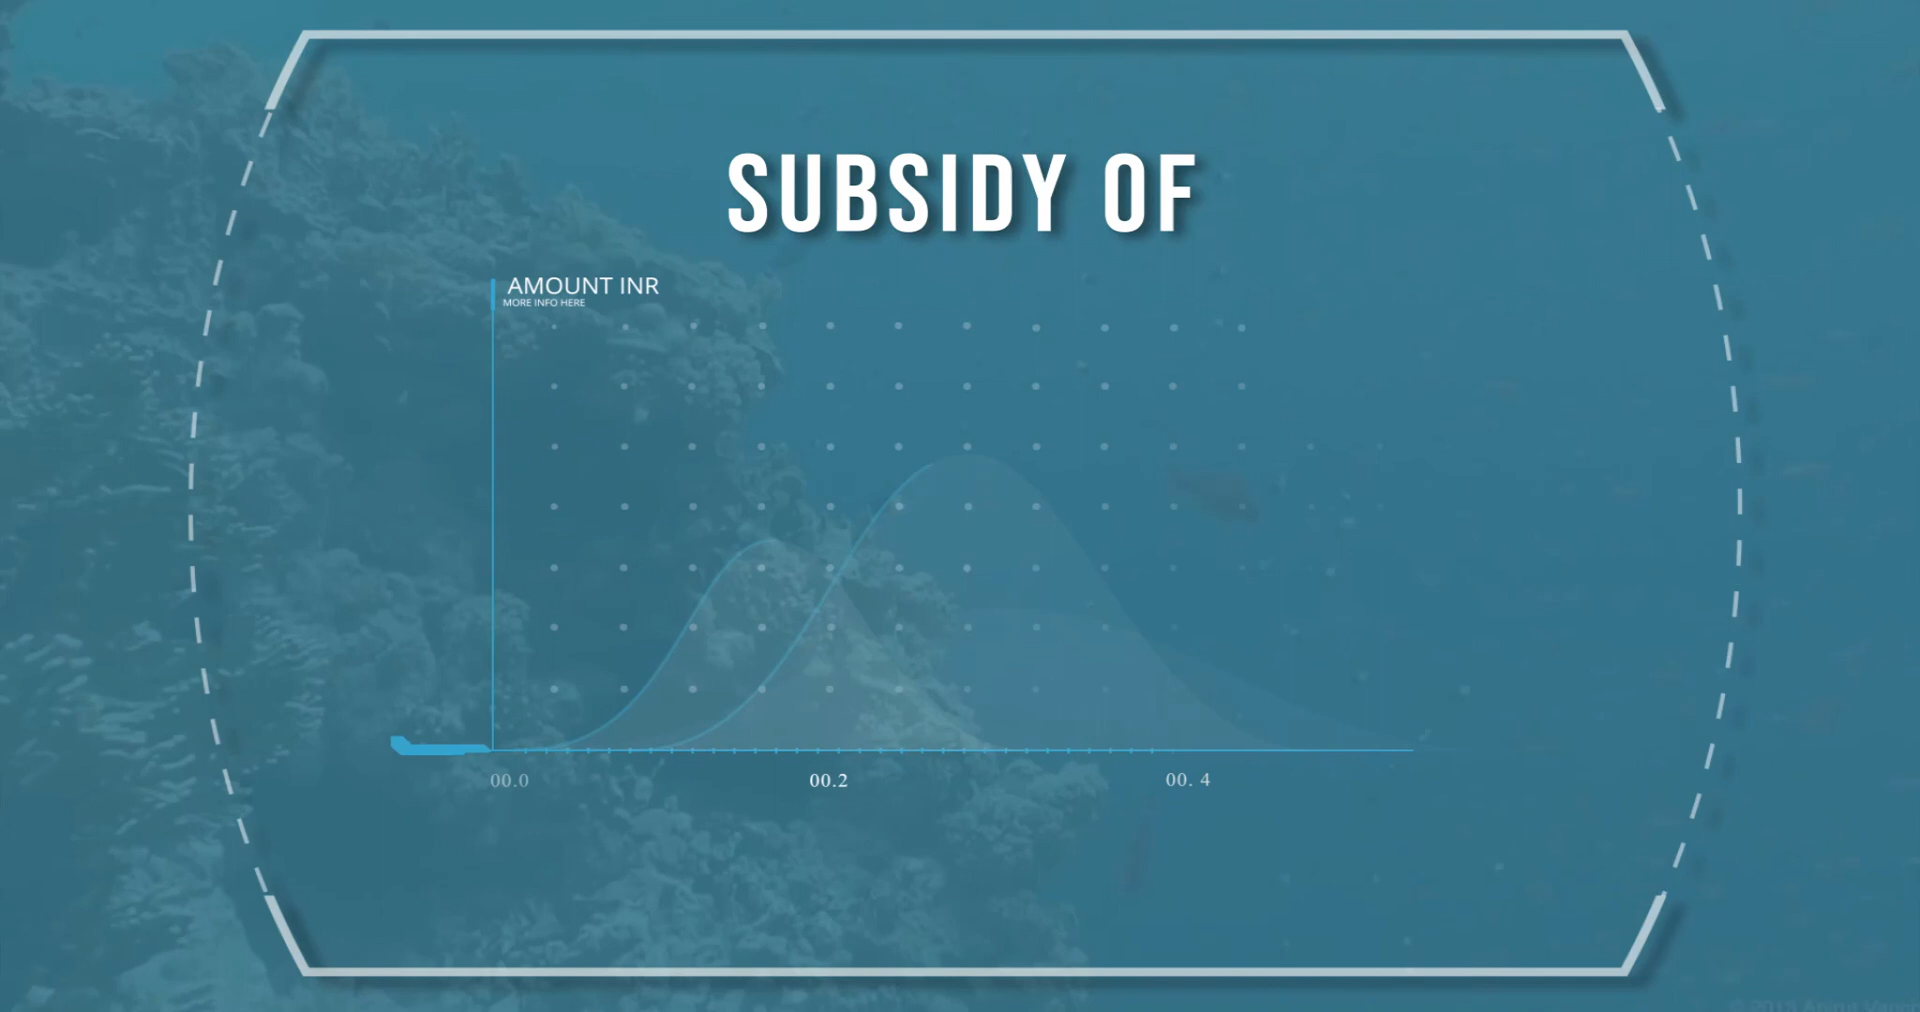 SUBSIDY OF
AMOUNT INR
MORE INFO HERE
00.0
00.2
00. 4